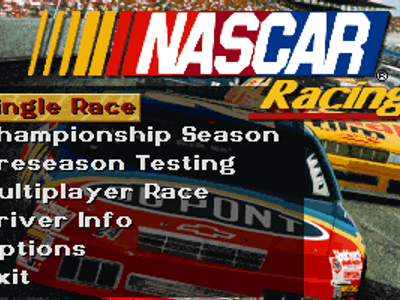 NASCAR
®
Racing
ingle Race
hampionship Season
reseason Testing
ultiplayer Race
river Info
ptions
xit
DUPONT